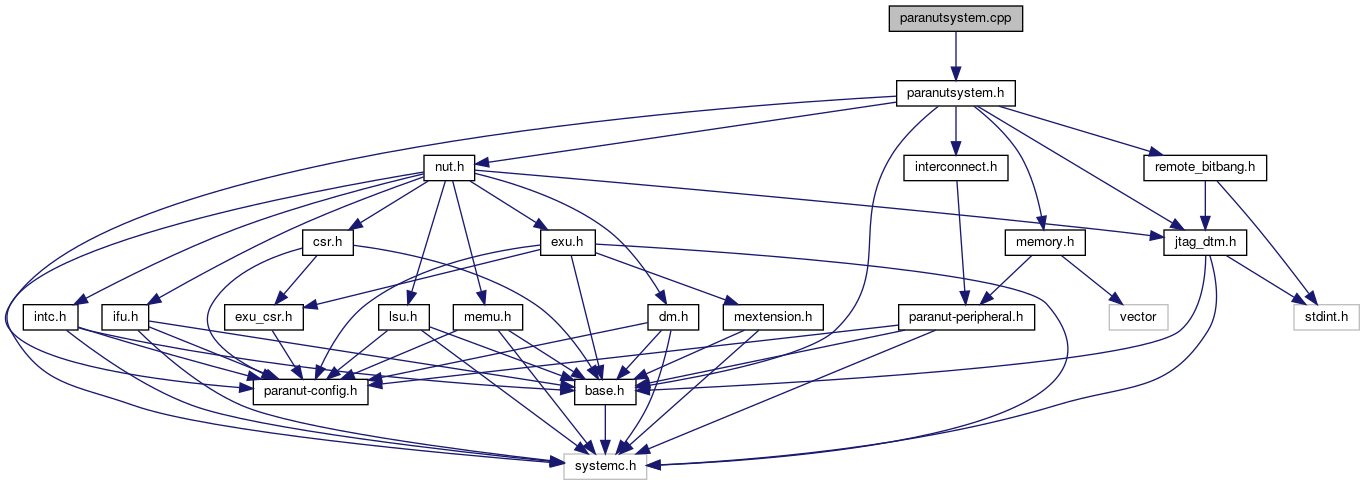 paranutsystem.cpp
paranutsystem.h
nut.h
interconnect.h
remote_bitbang.h
csr.h
exu.h
memory.h
jtag_dtm.h
intc.h
ifu.h
exu_csr.h
lsu.h
memu.h
dm.h
mextension.h
paranut-peripheral.h
vector
stdint.h
paranut-config.h
base.h
systemc.h